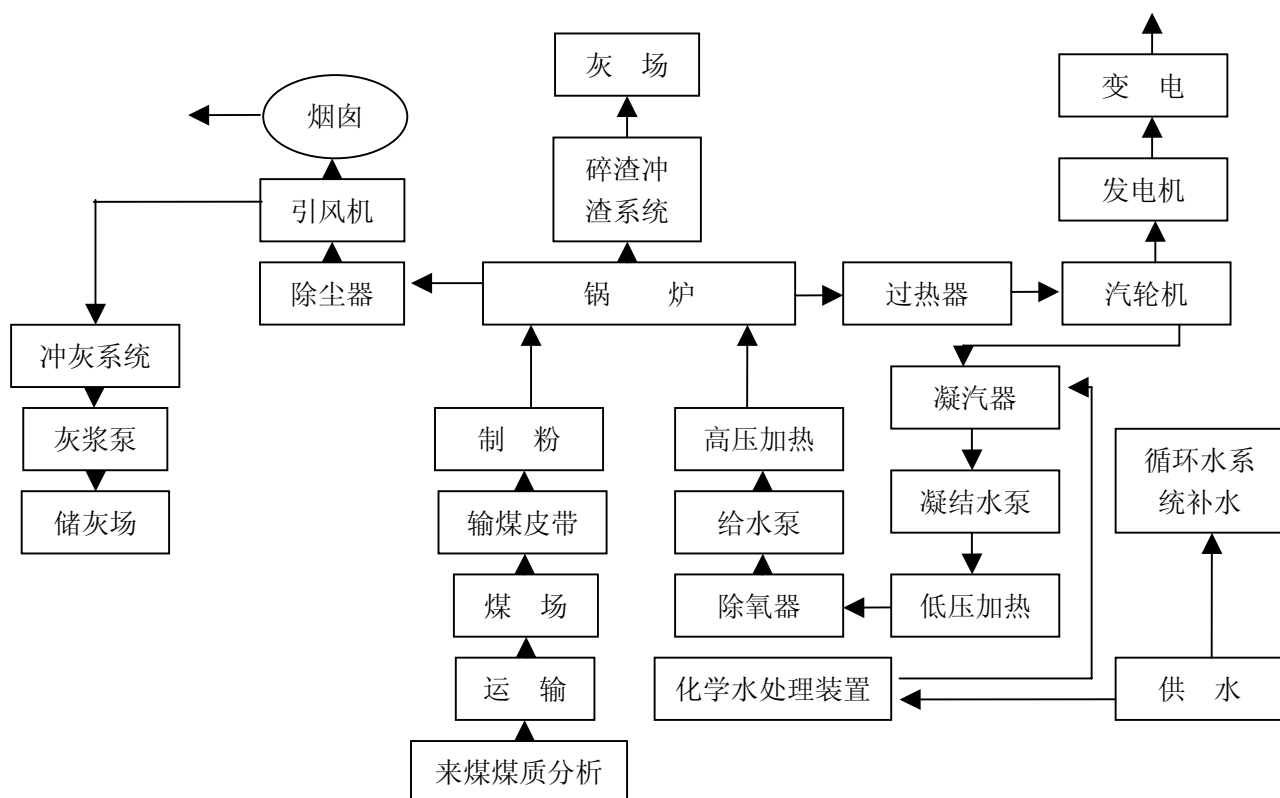 灰　场
变　电
烟囱
碎渣冲
渣系统
发电机
引风机
除尘器
锅　　炉
过热器
汽轮机
冲灰系统
凝汽器
灰浆泵
制　粉
高压加热
循环水系
统补水
储灰场
输煤皮带
给水泵
凝结水泵
煤　场
除氧器
低压加热
运　输
化学水处理装置
供　水
来煤煤质分析